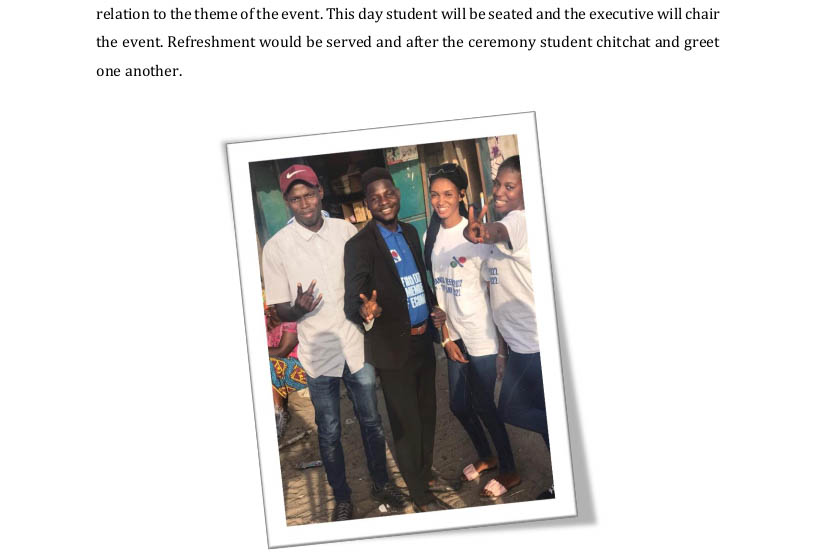 relation to the theme of the event. This day student will be seated and the executive will chair
the event. Refreshment would be served and after the ceremony student chitchat and greet
one another.